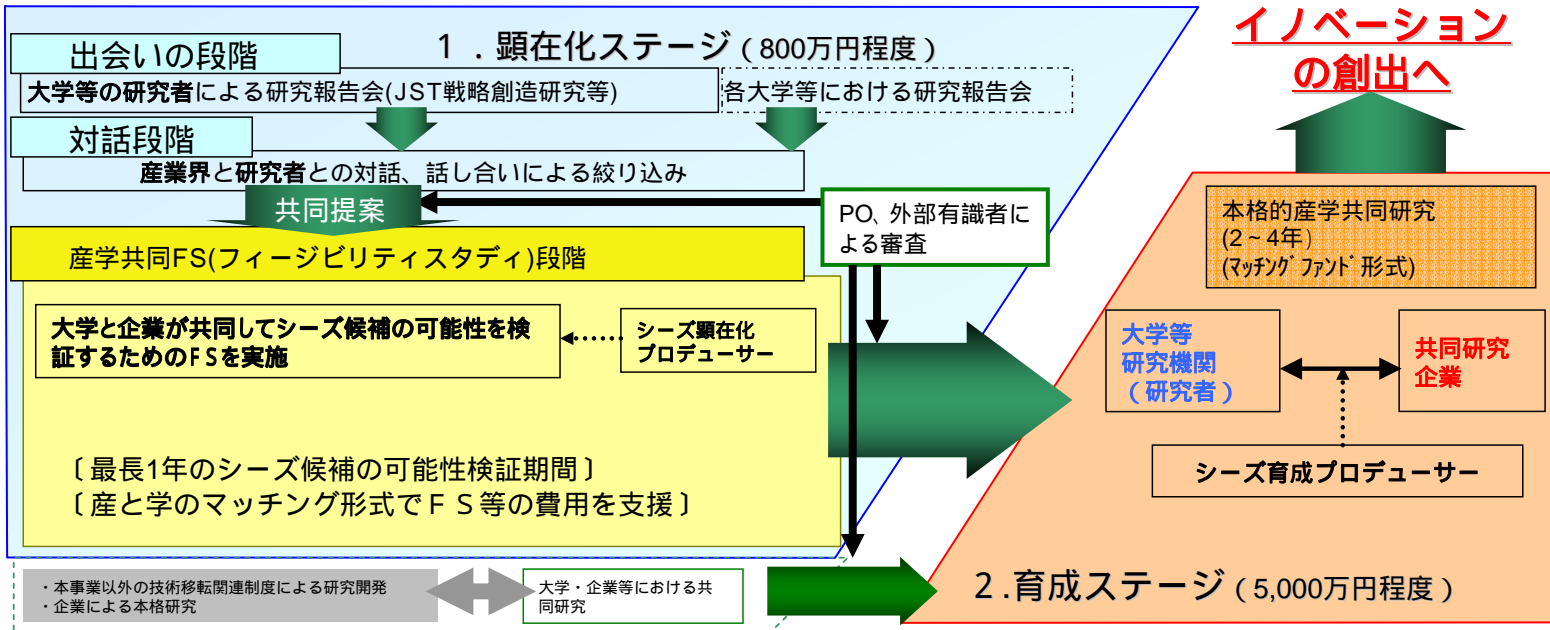 1.顕在化ステージ(800万円程度)
出会いの段階
大学等の研究者による研究報告会(JST戦略創造研究等)
各大学等における研究報告会
対話段階
産業界と研究者との対話、話し合いによる絞り込み
共同提案
PO、外部有識者に
よる審査
産学共同FS(フィージビリティスタディ)段階
大学と企業が共同してシーズ候補の可能性を検
証するためのFSを実施
シーズ顕在化
プロデューサー
〔最長1年のシーズ候補の可能性検証期間〕
〔産と学のマッチング形式でFS等の費用を支援〕
・本事業以外の技術移転関連制度による研究開発
・企業による本格研究
大学・企業等における共
同研究
イノベーション
の創出へ
本格的産学共同研究
(2~4年)
(マッチングファンド形式)
大学等
研究機関
(研究者)
共同研究
企業
シーズ育成プロデューサー
2.育成ステージ(5,000万円程度)